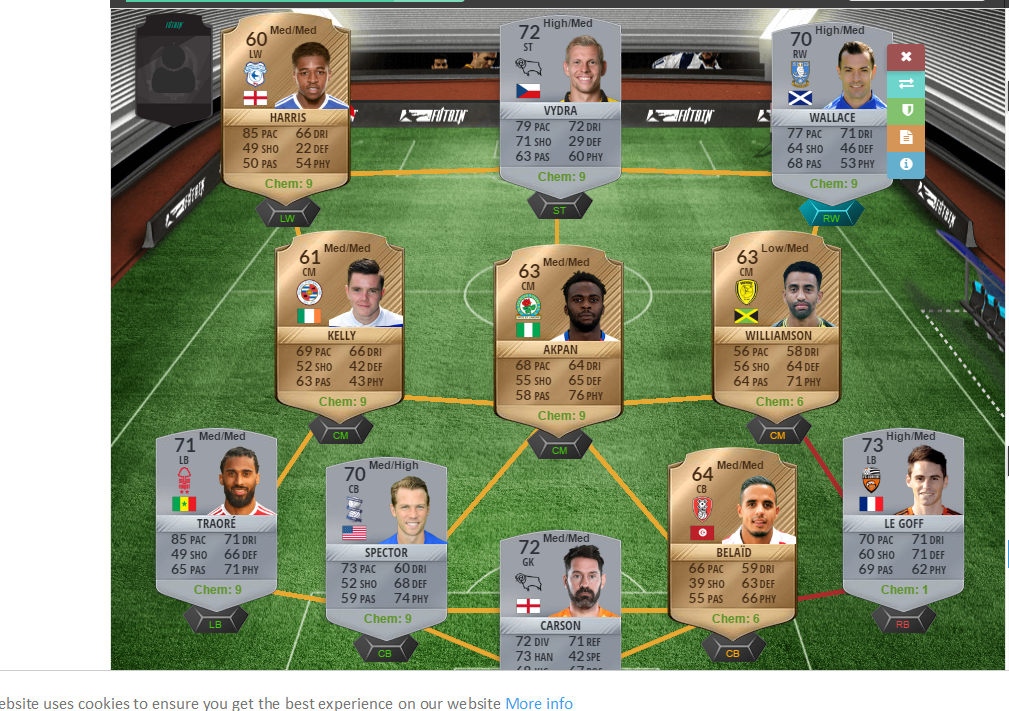 FUTBIN
Med/Med
60
LW
HARRIS
85 PAC 66 DRI
49 SHO 22 DEF
50 PAS 54 PHY
Chem: 9
LW
High/Med
72
ST
VYDRA
79 PAC 72 DRI
71 SHO 29 DEF
63 PAS 60 PHY
Chem: 9
ST
High/Med
70
RW
WALLACE
77 PAC 71 DRI
64 SHO 46 DEF
68 PAS 53 PHY
Chem: 9
RW
FUTBIN
FUTBIN
FUTBIN
FUTBIN
Med/Med
61
CM
KELLY
69 PAC 66 DRI
52 SHO 42 DEF
63 PAS 43 PHY
Chem: 9
CM
Med/Med
63
CM
AKPAN
68 PAC 64 DRI
55 SHO 65 DEF
58 PAS 76 PHY
Chem: 9
CM
Low/Med
63
CM
WILLIAMSON
56 PAC 58 DRI
56 SHO 64 DEF
64 PAS 71 PHY
Chem: 6
CM
Med/Med
71
LB
TRAORÉ
85 PAC 71 DRI
49 SHO 66 DEF
65 PAS 71 PHY
Chem: 9
LB
Med/High
70
CB
SPECTOR
73 PAC 60 DRI
52 SHO 68 DEF
59 PAS 74 PHY
Chem: 9
CB
Med/Med
72
GK
CARSON
72 DIV 71 REF
73 HAN 42 SPE
Med/Med
64
CB
BELAÏD
66 PAC 59 DRI
39 SHO 63 DEF
55 PAS 66 PHY
Chem: 6
CB
High/Med
73
LB
LE GOFF
70 PAC 71 DRI
60 SHO 71 DEF
69 PAS 62 PHY
Chem: 1
RB
ebsite uses cookies to ensure you get the best experience on our website More info